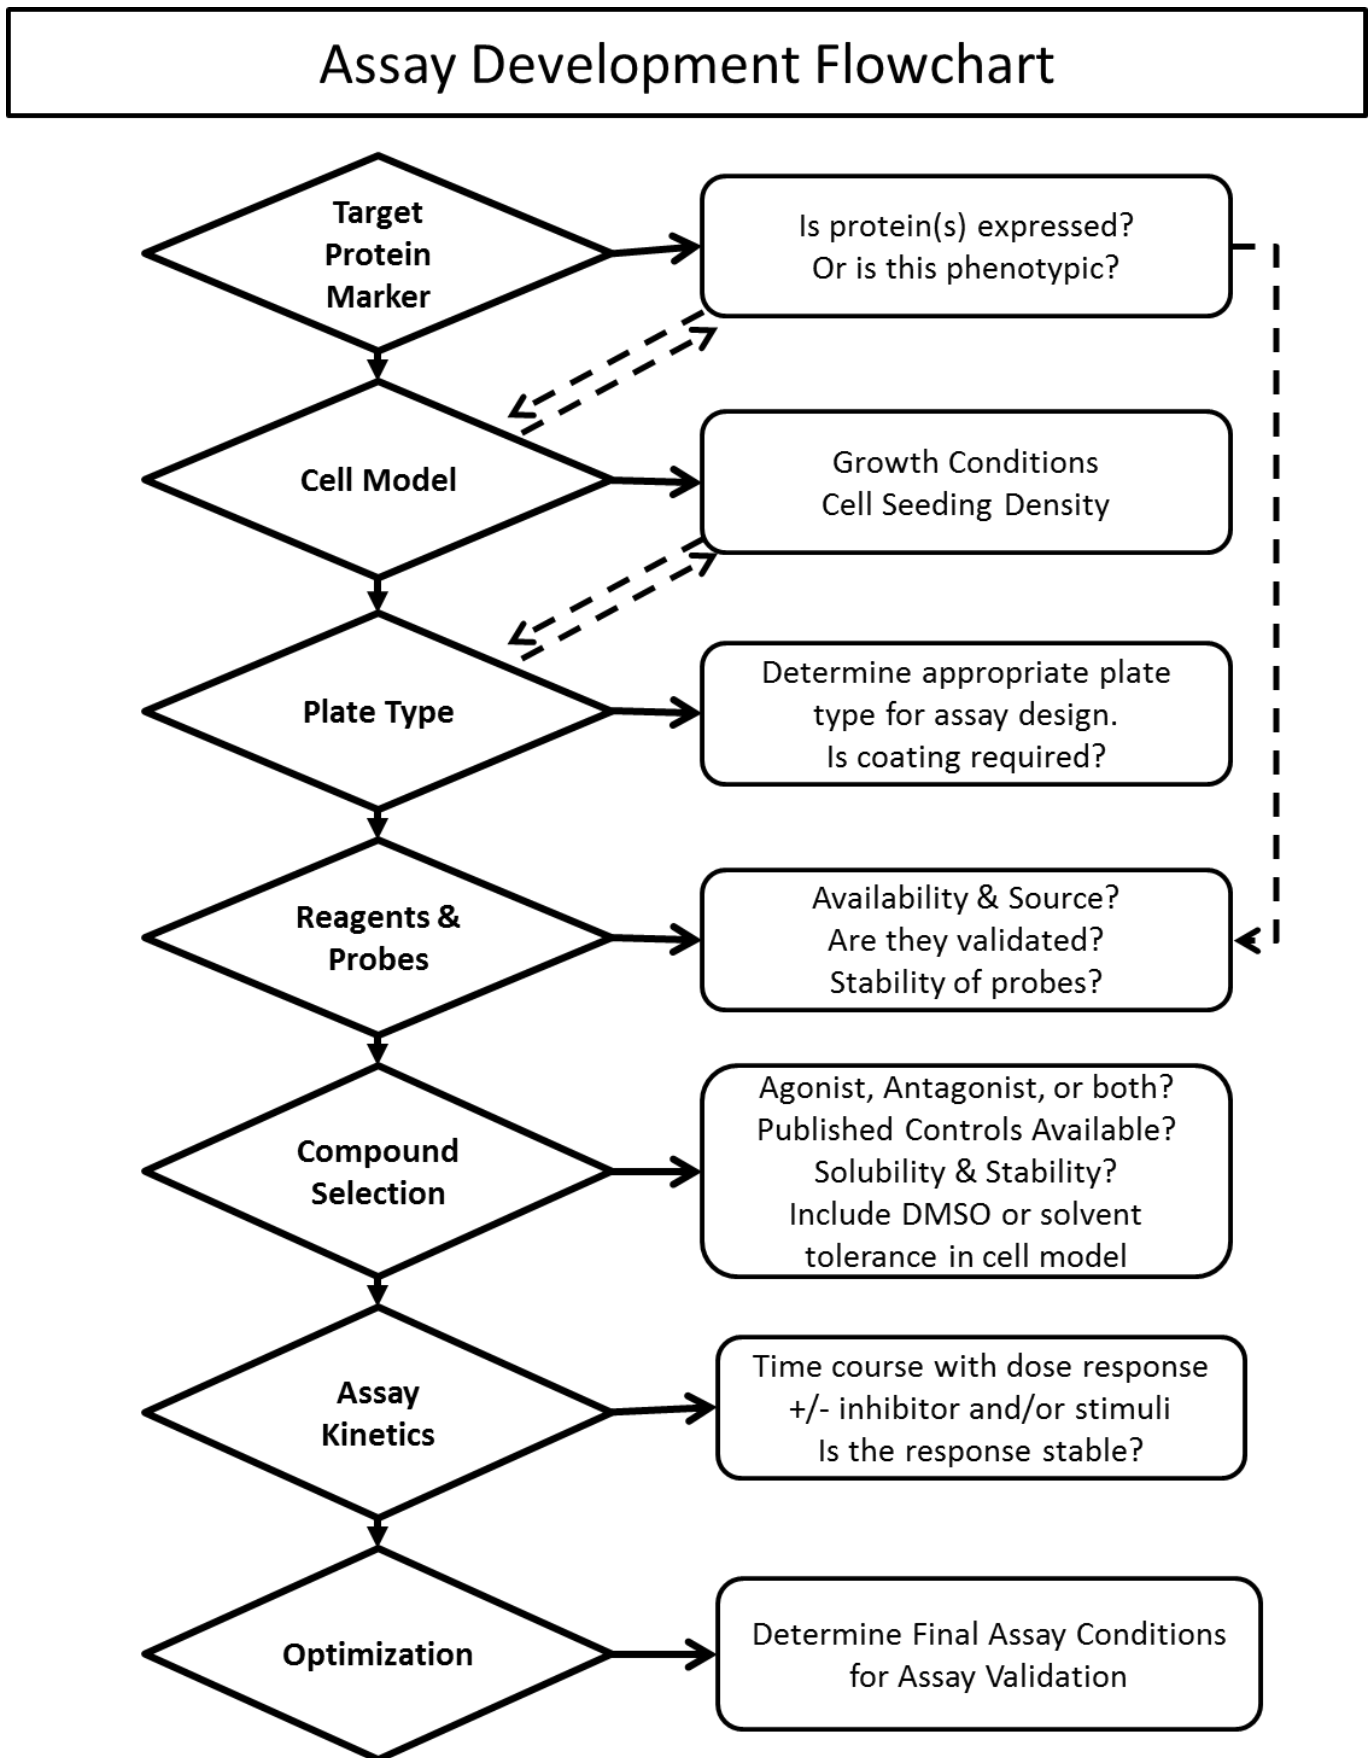 Assay Development Flowchart
Target
Protein
Marker
Is protein(s) expressed?
Or is this phenotypic?
Cell Model
Growth Conditions
Cell Seeding Density
Plate Type
Determine appropriate plate
type for assay design.
Is coating required?
Reagents &
Probes
Availability & Source?
Are they validated?
Stability of probes?
Compound
Selection
Agonist, Antagonist, or both?
Published Controls Available?
Solubility & Stability?
Include DMSO or solvent
tolerance in cell model
Assay
Kinetics
Time course with dose response
+/- inhibitor and/or stimuli
Is the response stable?
Optimization
Determine Final Assay Conditions
for Assay Validation